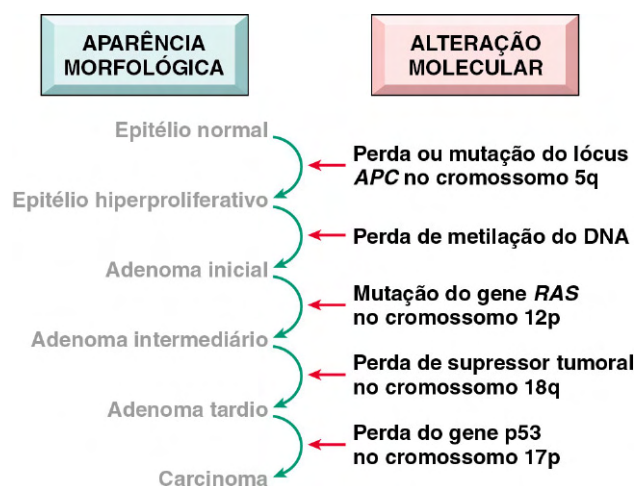 APARÊNCIA
MORFOLÓGICA
ALTERAÇÃO
MOLECULAR
Epitélio normal
Perda ou mutação do lócus
APC no cromossomo 5q
Epitélio hiperproliferativo
Perda de metilação do DNA
Adenoma inicial
Mutação do gene RAS
no cromossomo 12p
Adenoma intermediário
Perda de supressor tumoral
no cromossomo 18q
Adenoma tardio
Perda do gene p53
no cromossomo 17p
Carcinoma